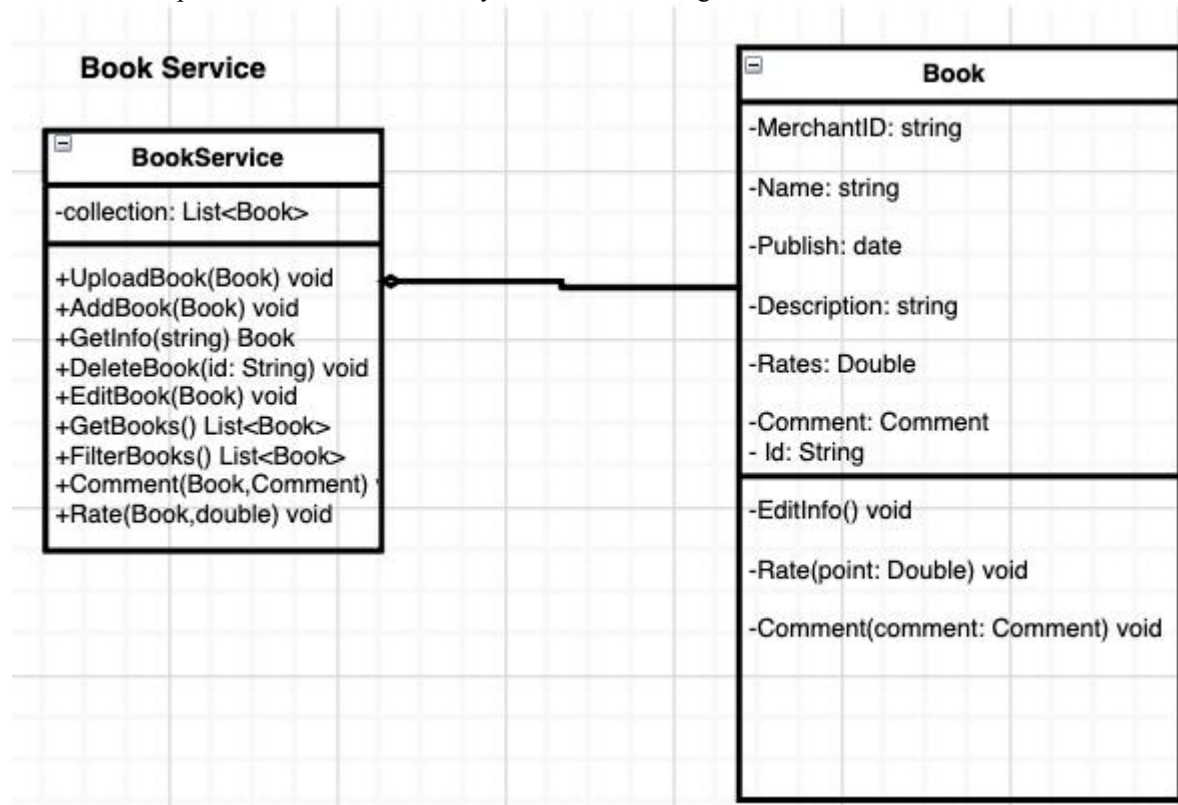 Book Service
BookService
-collection: List<Book>
+UploadBook(Book) void
+AddBook(Book) void
+GetInfo(string) Book
+DeleteBook(id: String) void
+EditBook(Book) void
+GetBooks() List<Book>
+FilterBooks() List<Book>
+Comment(Book,Comment)
+Rate(Book,double) void
Book
-MerchantID: string
-Name: string
-Publish: date
-Description: string
-Rates: Double
-Comment: Comment
- Id: String
-EditInfo() void
-Rate(point: Double) void
-Comment(comment: Comment) void